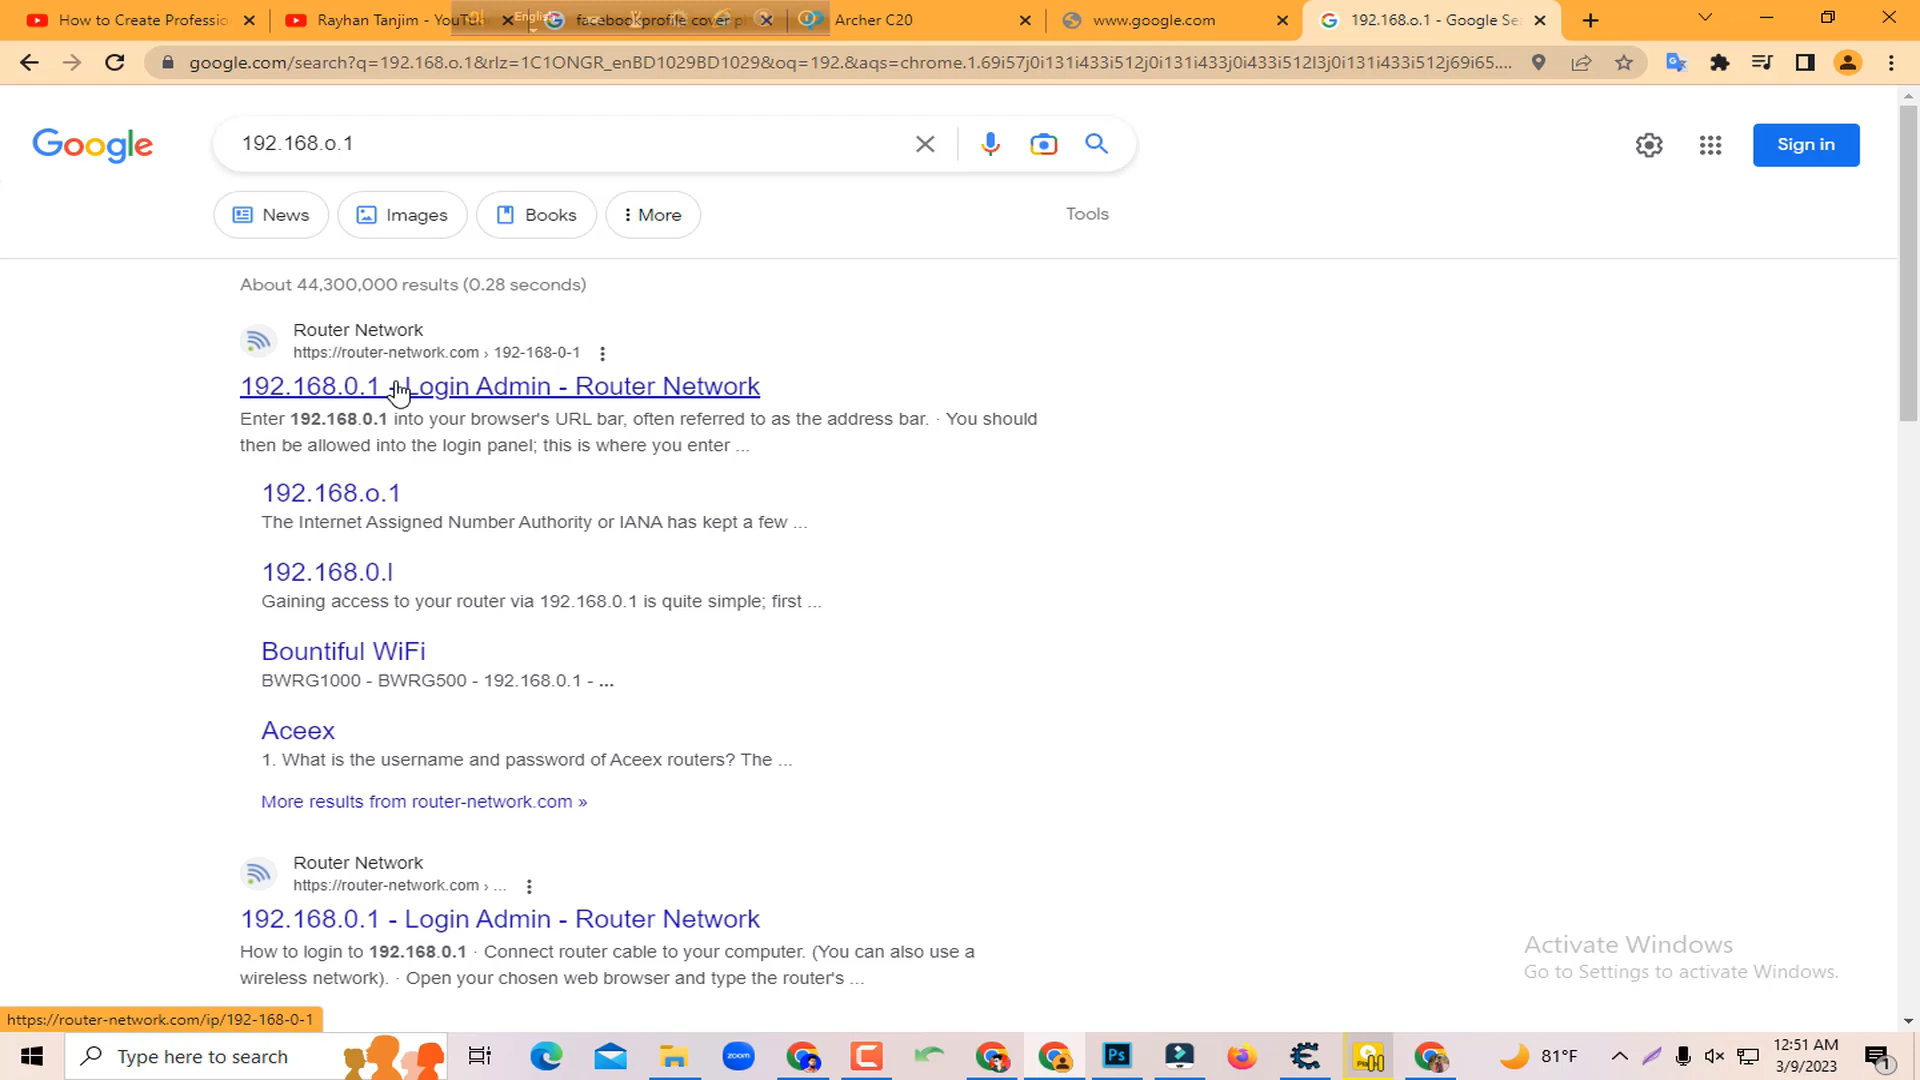 How to Create Professio
Rayhan Tanjim - YouTu
English
facebook profile cover p
Archer C20
www.google.com
192.168.o.1 - Google Se
google.com/search?q=192.168.o.1&rlz=1C1ONGR_enBD1029BD1029&oq=192.&aqs=chrome.1.69i57j0i131i433i512j0i131i433j0i433i512l3j0i131i433i512j69i65....
Google
192.168.o.1
Sign in
News
Images
Books
More
Tools
About 44,300,000 results (0.28 seconds)
Router Network
https://router-network.com › 192-168-0-1
192.168.0.1 - Login Admin - Router Network
Enter 192.168.0.1 into your browser's URL bar, often referred to as the address bar. · You should
then be allowed into the login panel; this is where you enter ...
192.168.o.1
The Internet Assigned Number Authority or IANA has kept a few ...
192.168.0.l
Gaining access to your router via 192.168.0.1 is quite simple; first ...
Bountiful WiFi
BWRG1000 - BWRG500 - 192.168.0.1 - ...
Aceex
1. What is the username and password of Aceex routers? The ...
More results from router-network.com »
Router Network
https://router-network.com › ...
192.168.0.1 - Login Admin - Router Network
How to login to 192.168.0.1 · Connect router cable to your computer. (You can also use a
wireless network). · Open your chosen web browser and type the router's ...
Activate Windows
Go to Settings to activate Windows.
https://router-network.com/ip/192-168-0-1
Type here to search
zoom
Ps
81°F
12:51 AM
3/9/2023
1